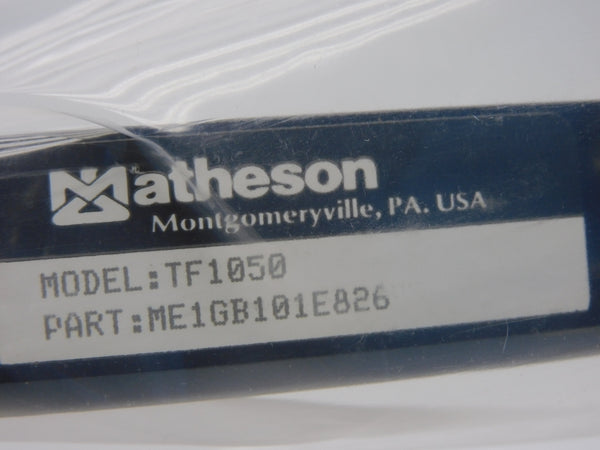 Matheson
Montgomeryville, PA. USA
MODEL:TF1050
PART:ME1GB101E826